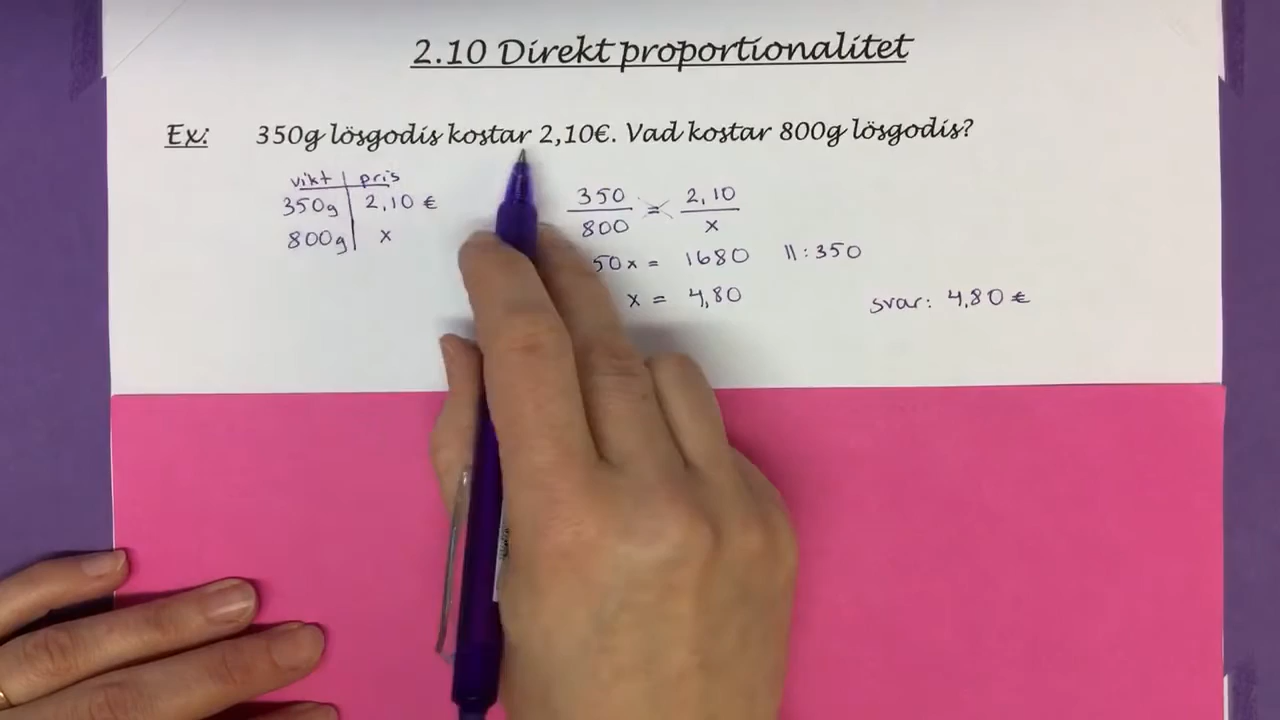 2.10 Direkt proportionalitet
Ex: 350g lösgodis kostar 2,10€. Vad kostar 800g lösgodis?
vikt | pris
350g | 2,10 €
800g | x
350/800 = 2,10/x
50x = 1680 ||:350
x = 4,80
svar: 4,80 €